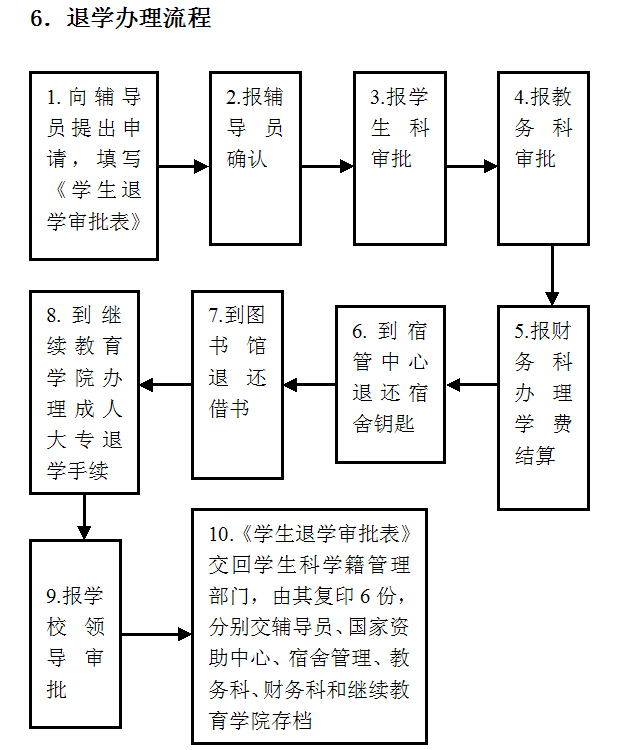 6．退学办理流程
1.向辅导
员提出申
请，填写
《学生退
学审批表》
2.报辅
导员
确认
3.报学
生科
审批
4.报教
务科
审批
5.报财
务科
办理
学费
结算
6.到宿
管中心
退还宿
舍钥匙
7.到图
书馆
退还
借书
8.到继
续教育
学院办
理成人
大专退
学手续
9.报学
校领
导审
批
10.《学生退学审批表》
交回学生科学籍管理
部门，由其复印6份，
分别交辅导员、国家资
助中心、宿舍管理、教
务科、财务科和继续教
育学院存档